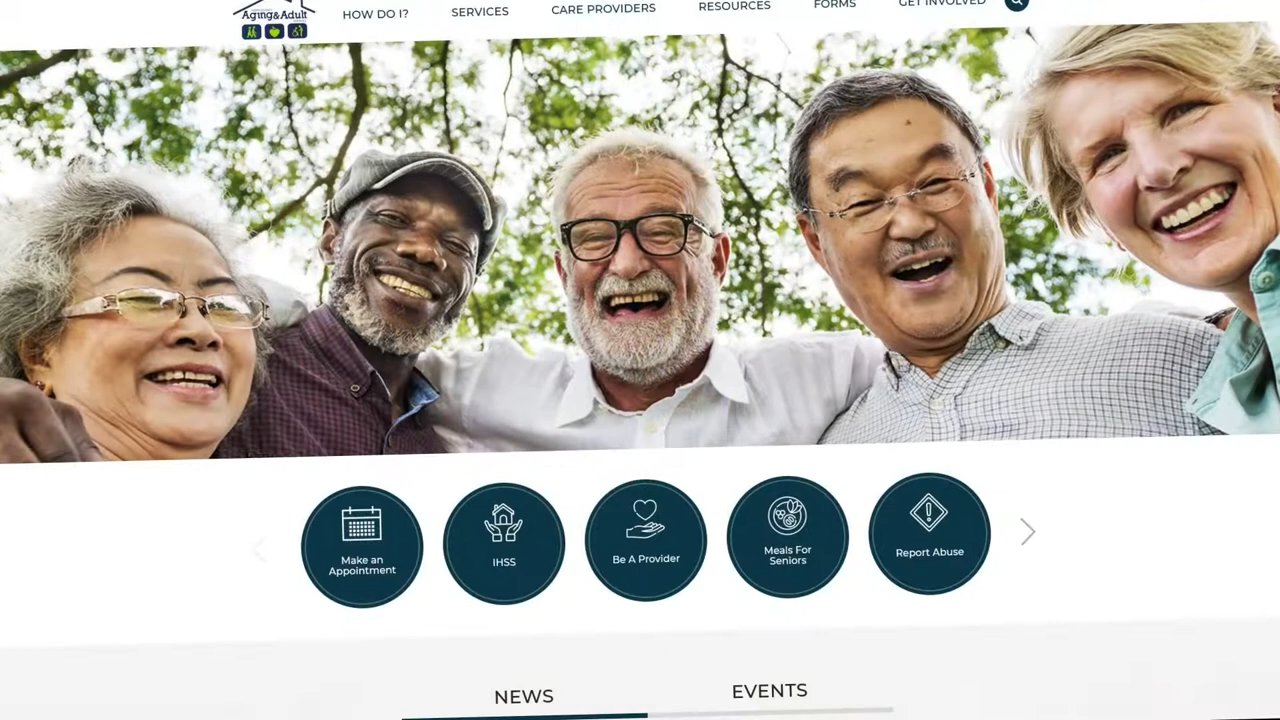 Aging & Adult
HOW DO I?
SERVICES
CARE PROVIDERS
RESOURCES
FORMS
GET INVOLVED
Make an
Appointment
IHSS
Be A Provider
Meals For
Seniors
Report Abuse
NEWS
EVENTS